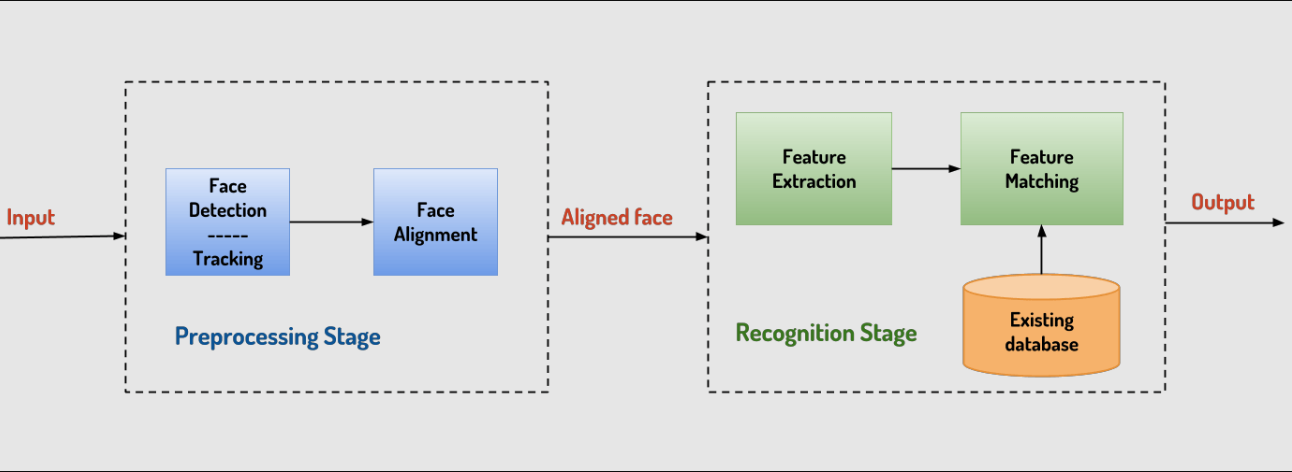 Input
Face
Detection
-----
Tracking
Face
Alignment
Preprocessing Stage
Aligned face
Feature
Extraction
Feature
Matching
Existing
database
Recognition Stage
Output